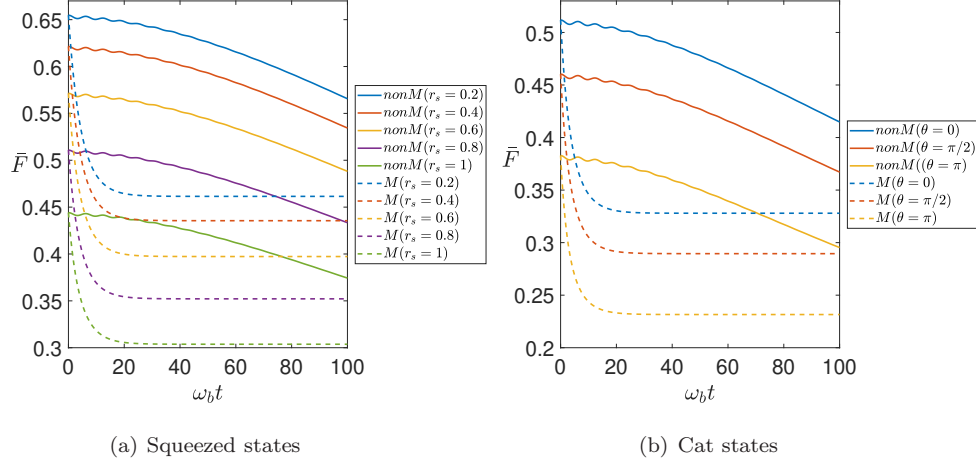 0.65
0.6
0.55
0.5
0.45
0.4
0.35
0.3
F̄
0 20 40 60 80 100
ω_b t
nonM(r_s = 0.2)
nonM(r_s = 0.4)
nonM(r_s = 0.6)
nonM(r_s = 0.8)
nonM(r_s = 1)
M(r_s = 0.2)
M(r_s = 0.4)
M(r_s = 0.6)
M(r_s = 0.8)
M(r_s = 1)
(a) Squeezed states
0.5
0.45
0.4
0.35
0.3
0.25
0.2
F̄
0 20 40 60 80 100
ω_b t
nonM(θ = 0)
nonM(θ = π/2)
nonM((θ = π)
M(θ = 0)
M(θ = π/2)
M(θ = π)
(b) Cat states